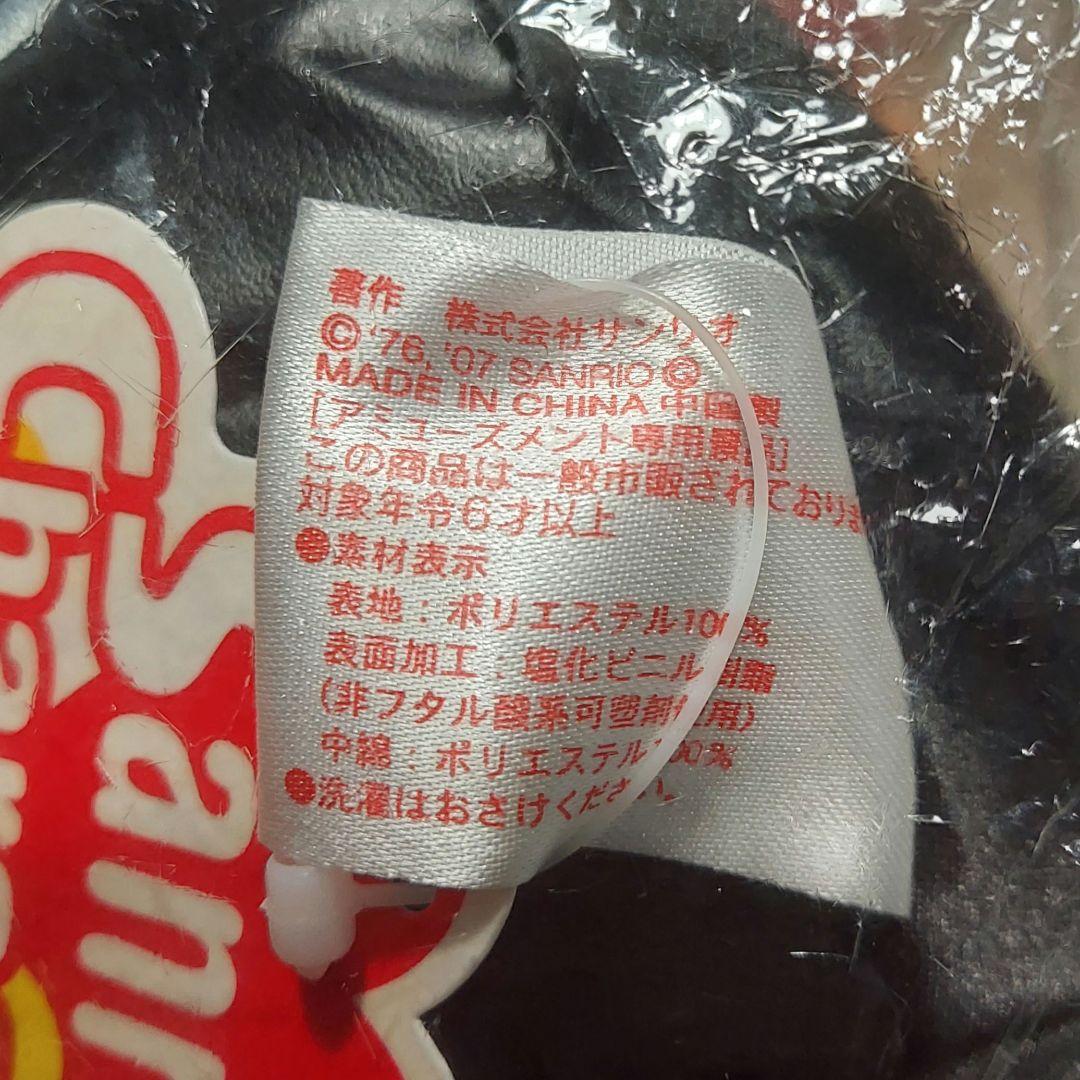 著作 株式会社サンリオ
© '76, '07 SANRIO ©
MADE IN CHINA 中国製
[アミューズメント専用景品]
この商品は一般市販されておりま
対象年令6才以上
●素材表示
表地：ポリエステル100%
表面加工：塩化ビニル樹脂
(非フタル酸系可塑剤使用)
中綿：ポリエステル100%
●洗濯はおさけください。
San
Char